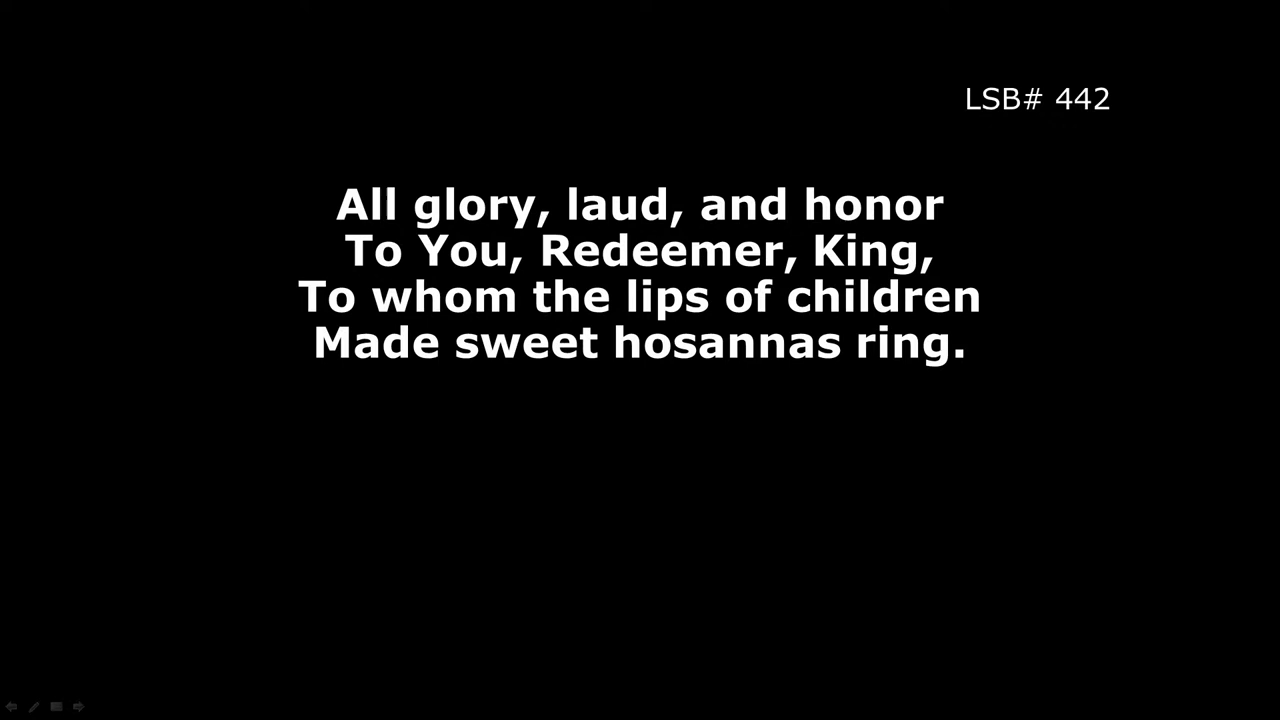 LSB# 442
All glory, laud, and honor
To You, Redeemer, King,
To whom the lips of children
Made sweet hosannas ring.